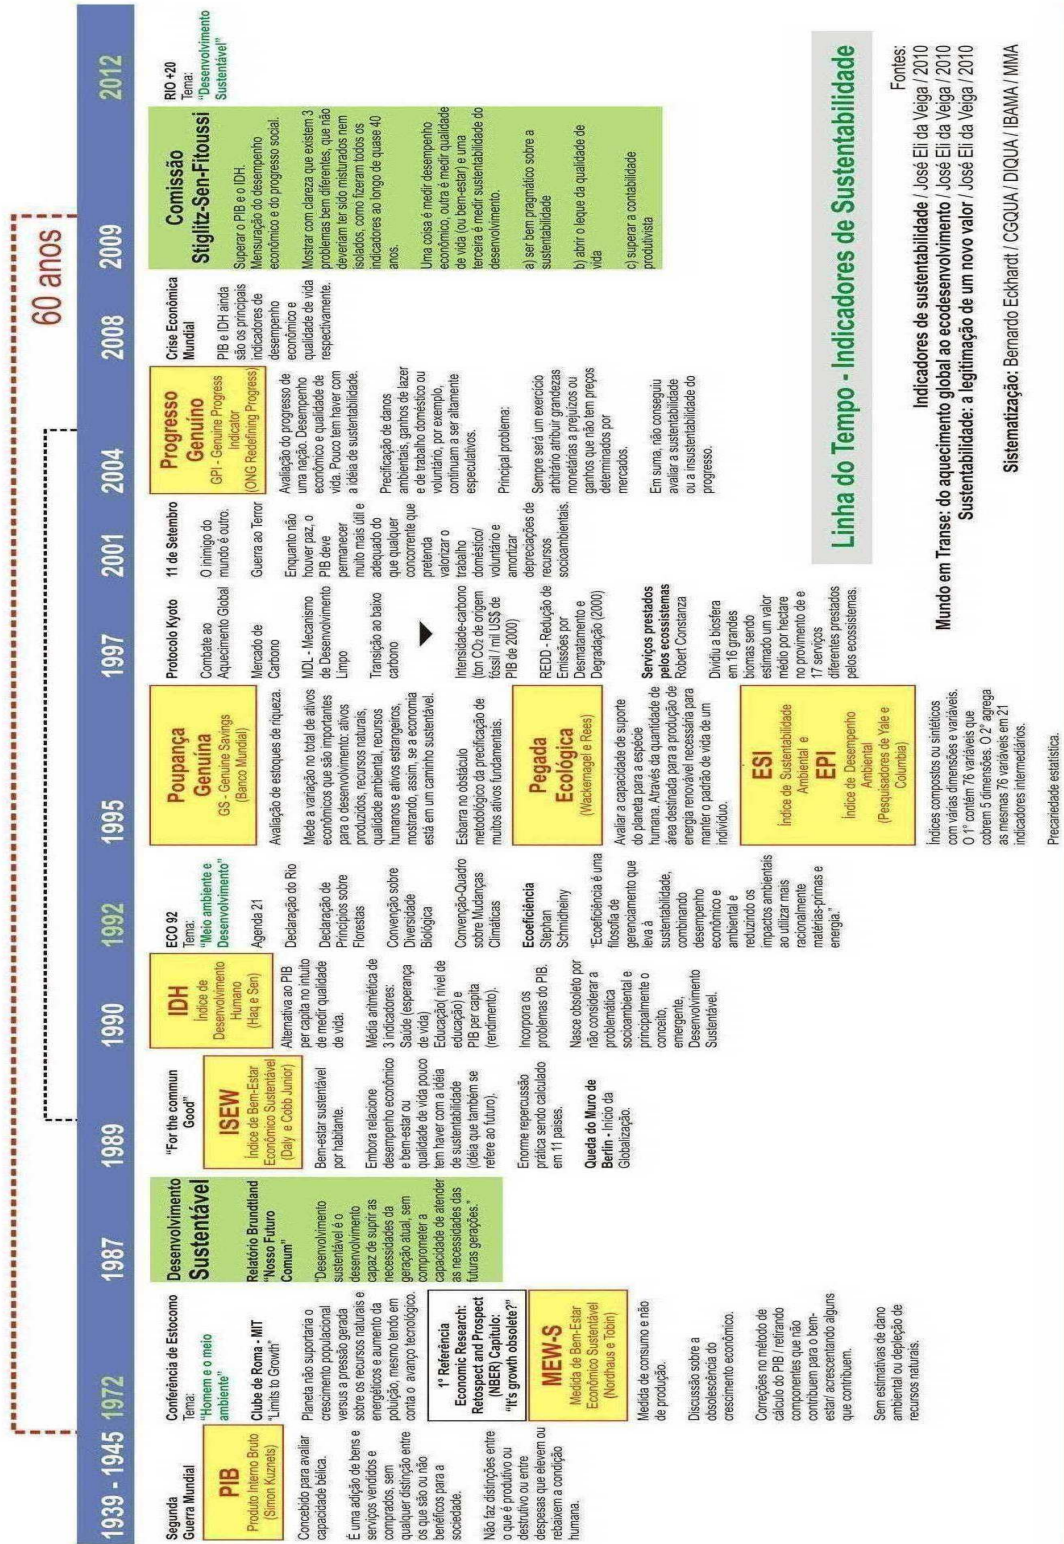 60 anos
1939 - 1945
1972
1987
1989
1990
1992
1995
1997
2001
2004
2008
2009
2012
Segunda
Guerra Mundial
PIB
Produto Interno Bruto
(Simon Kuznets)
Concebido para avaliar
capacidade bélica.
É uma adição de bens e
serviços vendidos e
comprados, sem
qualquer distinção entre
os que são ou não
benéficos para a
sociedade.
Não faz distinções entre
o que é produtivo ou
destrutivo ou entre
despesas que elevem ou
rebaixem a condição
humana.
Conferência de Estocomo
Tema:
"Homem e o meio
ambiente"
Clube de Roma - MIT
"Limits to Growth"
Planeta não suportaria o
crescimento populacional
versus a pressão gerada
sobre os recursos naturais e
energéticos e aumento da
poluição, mesmo tendo em
conta o avanço tecnológico.
1ª Referência
Economic Research:
Retospect and Prospect
(NBER) Capítulo:
"It's growth obsolete?"
MEW-S
Medida de Bem-Estar
Econômico Sustentável
(Nordhaus e Tobin)
Medida de consumo e não
de produção.
Discussão sobre a
obsolescência do
crescimento econômico.
Correções no método de
cálculo do PIB / retirando
componentes que não
contribuem para o bem-
estar/ acrescentando alguns
que contribuem.
Sem estimativas de dano
ambiental ou depleção de
recursos naturais.
Desenvolvimento
Sustentável
Relatório Brundtland
"Nosso Futuro
Comum"
"Desenvolvimento
sustentável é o
desenvolvimento
capaz de suprir as
necessidades da
geração atual, sem
comprometer a
capacidade de atender
as necessidades das
futuras gerações."
"For the commun
Good"
ISEW
Índice de Bem-Estar
Econômico Sustentável
(Daly e Cobb Junior)
Bem-estar sustentável
por habitante.
Embora relacione
desempenho econômico
e bem-estar ou
qualidade de vida pouco
tem haver com a idéia
de sustentabilidade
(idéia que também se
refere ao futuro).
Enorme repercussão
prática sendo calculado
em 11 países.
Queda do Muro de
Berlin - Início da
Globalização.
IDH
Índice de
Desenvolvimento
Humano
(Haq e Sen)
Alternativa ao PIB
per capita no intuito
de medir qualidade
de vida.
Média aritmética de
3 indicadores:
Saúde (esperança
de vida)
Educação( nível de
educação) e
PIB per capita
(rendimento).
Incorpora os
problemas do PIB.
Nasce obsoleto por
não considerar a
problemática
socioambiental e
principalmente o
conceito,
emergente,
Desenvolvimento
Sustentável.
ECO 92
Tema:
"Meio ambiente e
Desenvolvimento"
Agenda 21
Declaração do Rio
Declaração de
Princípios sobre
Florestas
Convenção sobre
Diversidade
Biológica
Convenção-Quadro
sobre Mudanças
Climáticas
Ecoeficiência
Stephan
Schmidheiny
"Ecoeficiência é uma
filosofia de
gerenciamento que
leva à
sustentabilidade,
combinando
desempenho
econômico e
ambiental e
reduzindo os
impactos ambientais
ao utilizar mais
racionalmente
matérias-primas e
energia."
Poupança
Genuína
GS - Genuine Savings
(Banco Mundial)
Avaliação de estoques de riqueza.
Mede a variação no total de ativos
econômicos que são importantes
para o desenvolvimento: ativos
produzidos, recursos naturais,
qualidade ambiental, recursos
humanos e ativos estrangeiros,
mostrando, assim, se a economia
está em um caminho sustentável.
Esbarra no obstáculo
metodológico da precificação de
muitos ativos fundamentais.
Pegada
Ecológica
(Wackernagel e Rees)
Avaliar a capacidade de suporte
do planeta para a espécie
humana. Através da quantidade de
área destinada para a produção de
energia renovável necessária para
manter o padrão de vida de um
indivíduo.
ESI
Índice de Sustentabilidade
Ambiental e
EPI
Índice de Desempenho
Ambiental
(Pesquisadores de Yale e
Columbia)
Índices compostos ou sintéticos
com várias dimensões e variáveis.
O 1º contém 76 variáveis que
cobrem 5 dimensões. O 2º agrega
as mesmas 76 variáveis em 21
indicadores intermediários.
Precariedade estatística.
Protocolo Kyoto
Combate ao
Aquecimento Global
Mercado de
Carbono
MDL - Mecanismo
de Desenvolvimento
Limpo
Transição ao baixo
carbono
Intensidade-carbono
(ton CO₂ de origem
fóssil / mil US$ de
PIB de 2000)
REDD - Redução de
Emissões por
Desmatamento e
Degradação (2000)
Serviços prestados
pelos ecossistemas
Robert Constanza
Dividiu a biosfera
em 16 grandes
biomas sendo
estimado um valor
médio por hectare
no provimento de e
17 serviços
diferentes prestados
pelos ecossistemas.
11 de Setembro
O inimigo do
mundo é outro.
Guerra ao Terror
Enquanto não
houver paz, o
PIB deve
permanecer
muito mais útil e
adequado do
que qualquer
concorrente que
pretenda
valorizar o
trabalho
doméstico/
voluntário e
amortizar
depreciações de
recursos
socioambientais.
Progresso
Genuíno
GPI - Genuine Progress
Indicator
(ONG Redefining Progress)
Avaliação do progresso de
uma nação. Desempenho
econômico e qualidade de
vida. Pouco tem haver com
a idéia de sustentabilidade.
Precificação de danos
ambientais, ganhos de lazer
e de trabalho doméstico ou
voluntário, por exemplo,
continuam a ser altamente
especulativos.
Principal problema:
Sempre será um exercício
arbitrário atribuir grandezas
monetárias a prejuízos ou
ganhos que não tem preços
determinados por
mercados.
Em suma, não conseguiu
avaliar a sustentabilidade
ou a insustentabilidade do
progresso.
Crise Econômica
Mundial
PIB e IDH ainda
são os principais
indicadores de
desempenho
econômico e
qualidade de vida
respectivamente.
Comissão
Stiglitz-Sen-Fitoussi
Superar o PIB e o IDH.
Mensuração do desempenho
econômico e do progresso social.
Mostrar com clareza que existem 3
problemas bem diferentes, que não
deveriam ter sido misturados nem
isolados, como fizeram todos os
indicadores ao longo de quase 40
anos.
Uma coisa é medir desempenho
econômico, outra é medir qualidade
de vida (ou bem-estar) e uma
terceira é medir sustentabilidade do
desenvolvimento.
a) ser bem pragmático sobre a
sustentabilidade
b) abrir o leque da qualidade de
vida
c) superar a contabilidade
produtivista
RIO +20
Tema:
"Desenvolvimento
Sustentável"
Linha do Tempo - Indicadores de Sustentabilidade
Fontes:
Indicadores de sustentabilidade / José Eli da Veiga / 2010
Mundo em Transe: do aquecimento global ao ecodesenvolvimento / José Eli da Veiga / 2010
Sustentabilidade: a legitimação de um novo valor / José Eli da Veiga / 2010
Sistematização: Bernardo Eckhardt / CGQUA / DIQUA / IBAMA / MMA